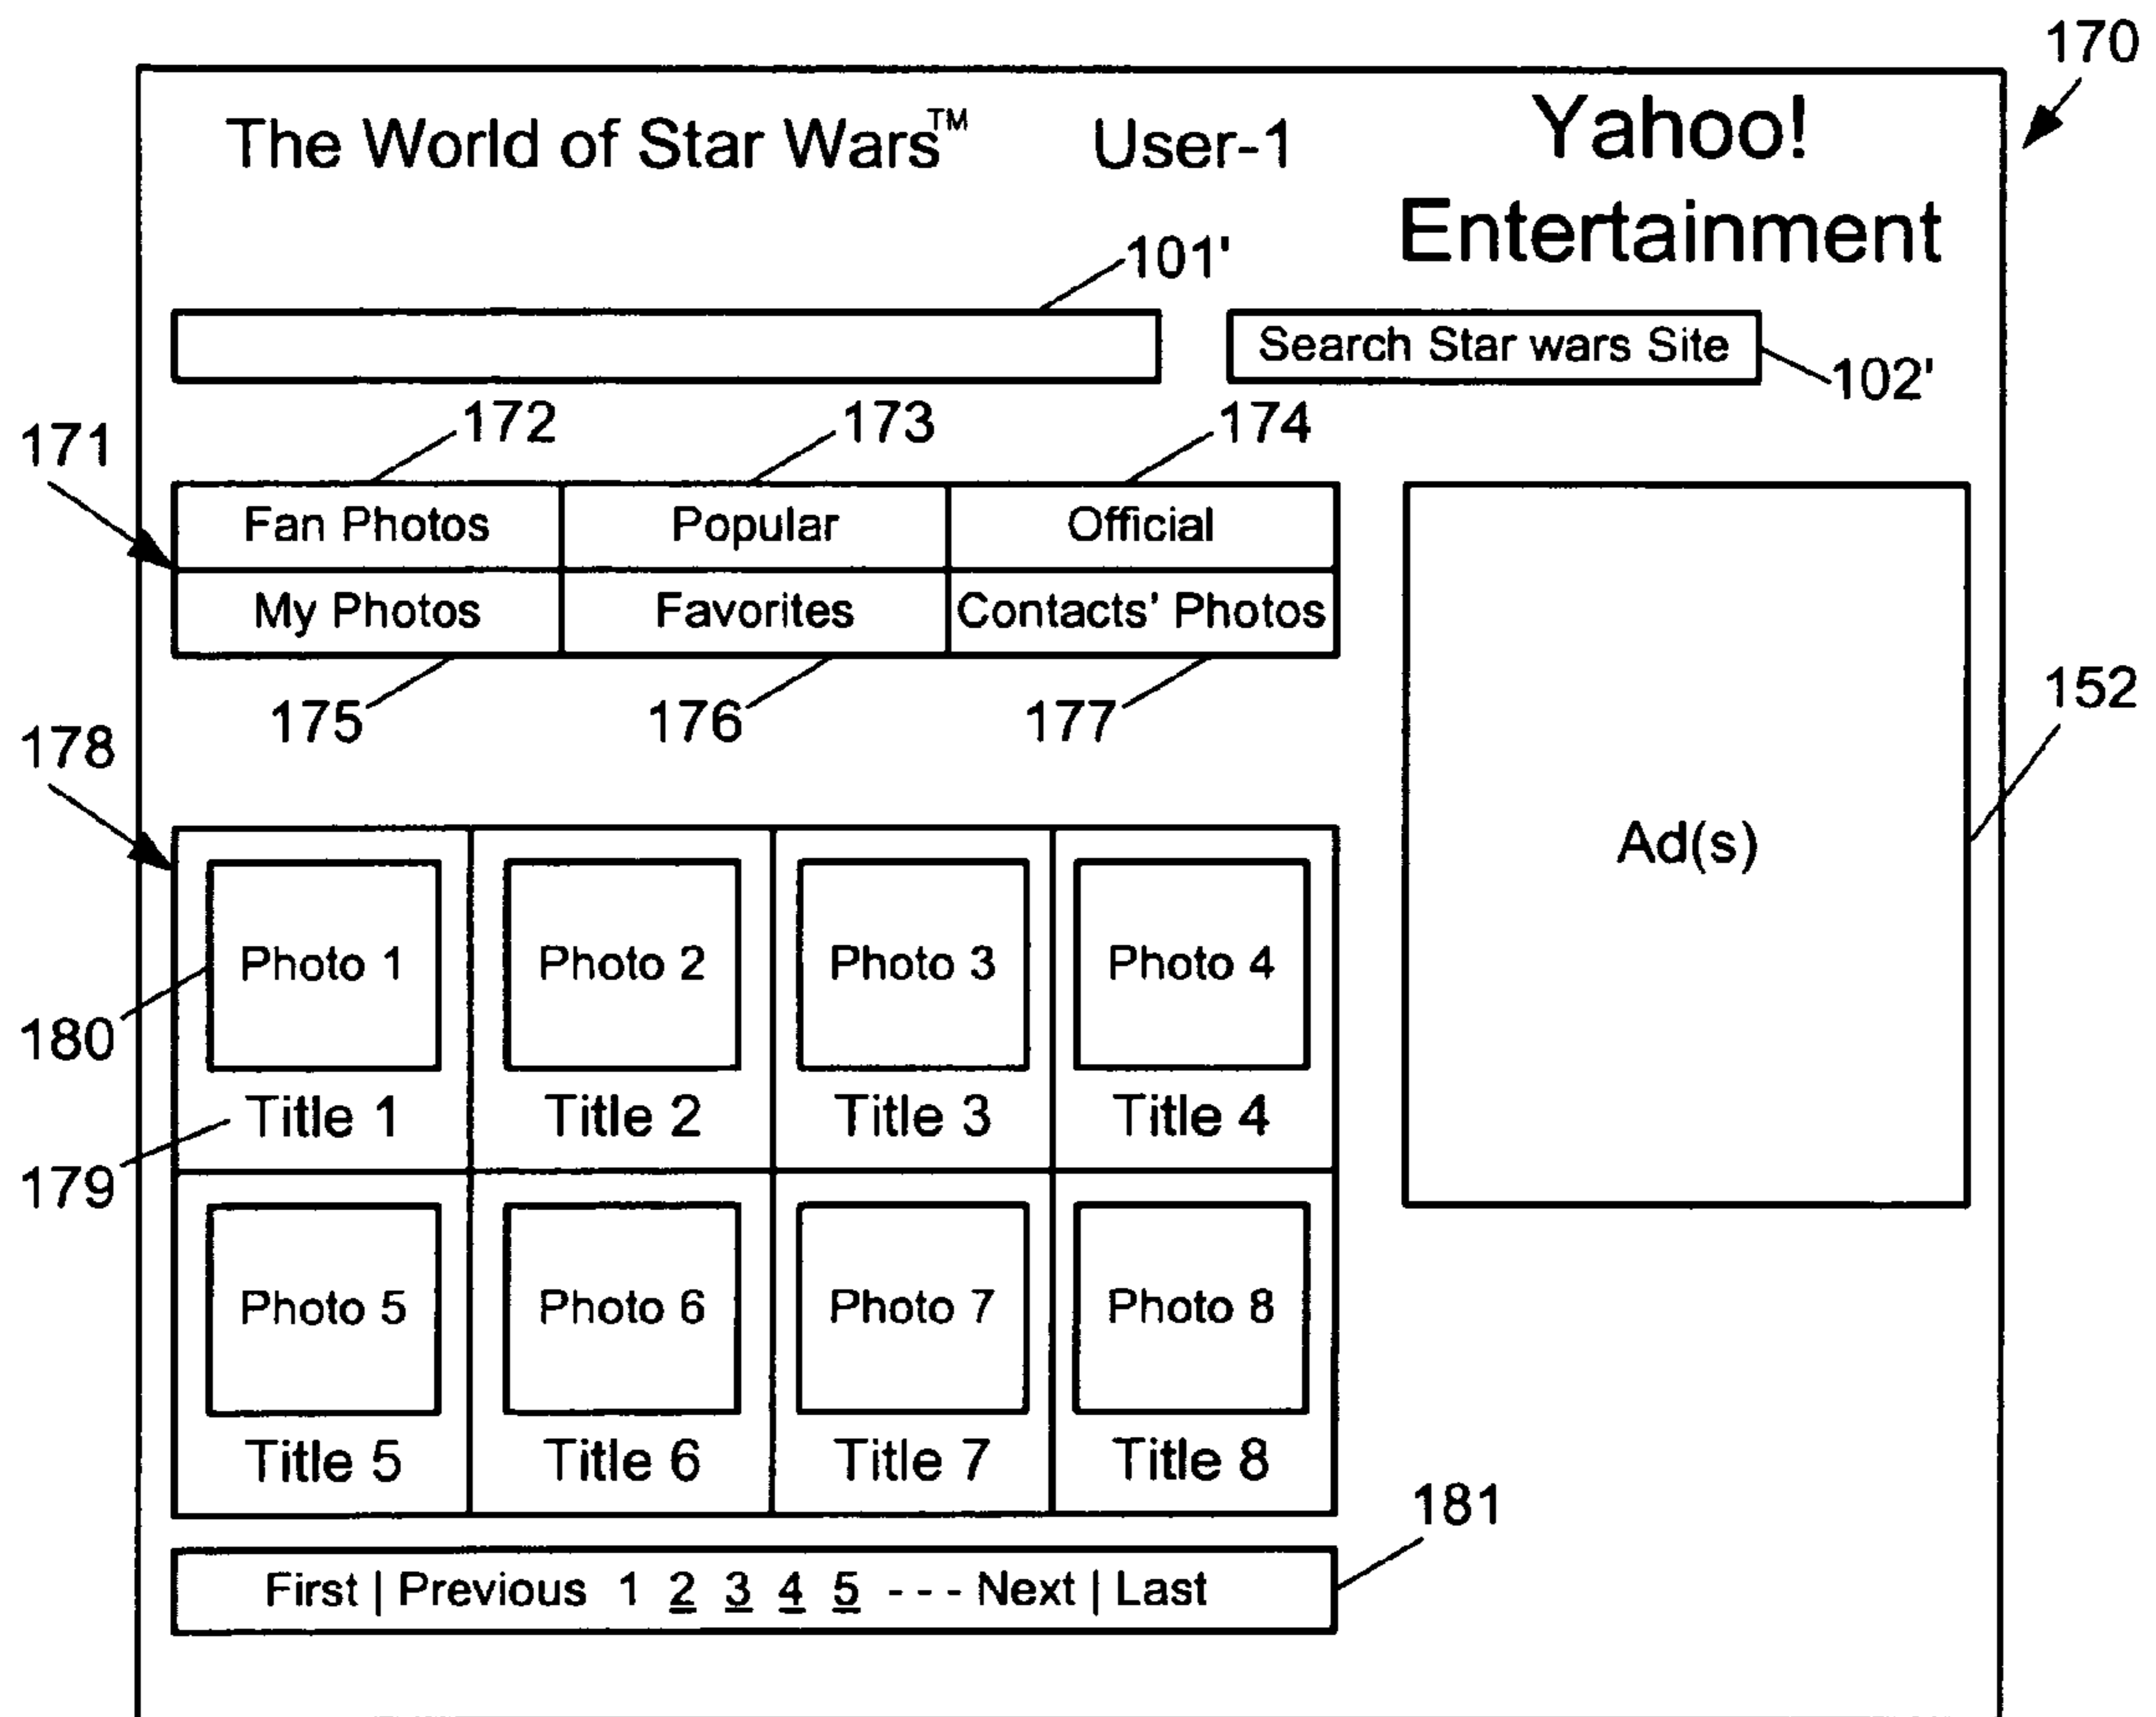 170
The World of Star Wars™ User-1 Yahoo!
Entertainment
101'
Search Star wars Site
102'
171 172 173 174
Fan Photos Popular Official
My Photos Favorites Contacts' Photos
175 176 177
152
178
Ad(s)
Photo 1 Photo 2 Photo 3 Photo 4
180
Title 1 Title 2 Title 3 Title 4
179
Photo 5 Photo 6 Photo 7 Photo 8
Title 5 Title 6 Title 7 Title 8
181
First | Previous 1 2 3 4 5 - - - Next | Last